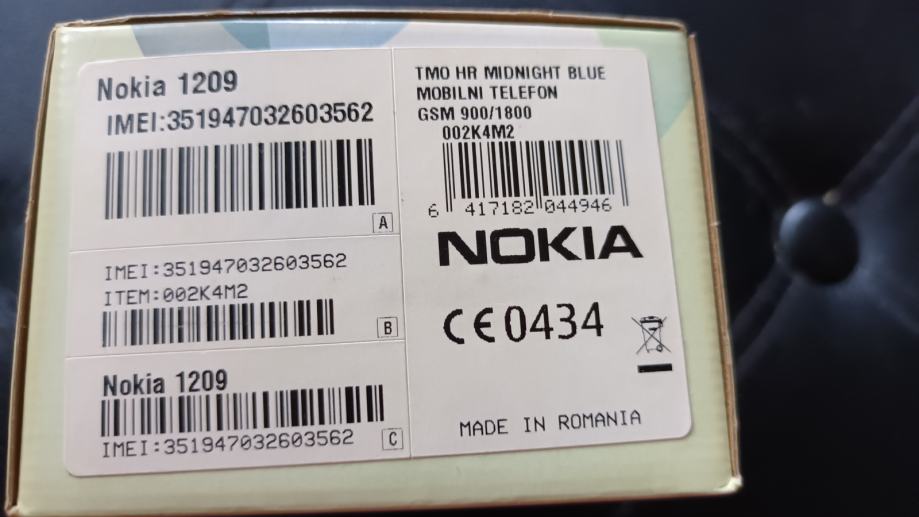 Nokia 1209
IMEI:351947032603562
A
IMEI:351947032603562
ITEM:002K4M2
B
Nokia 1209
IMEI:351947032603562
C
TMO HR MIDNIGHT BLUE
MOBILNI TELEFON
GSM 900/1800
002K4M2
6 417182 044946
NOKIA
CE0434
MADE IN ROMANIA